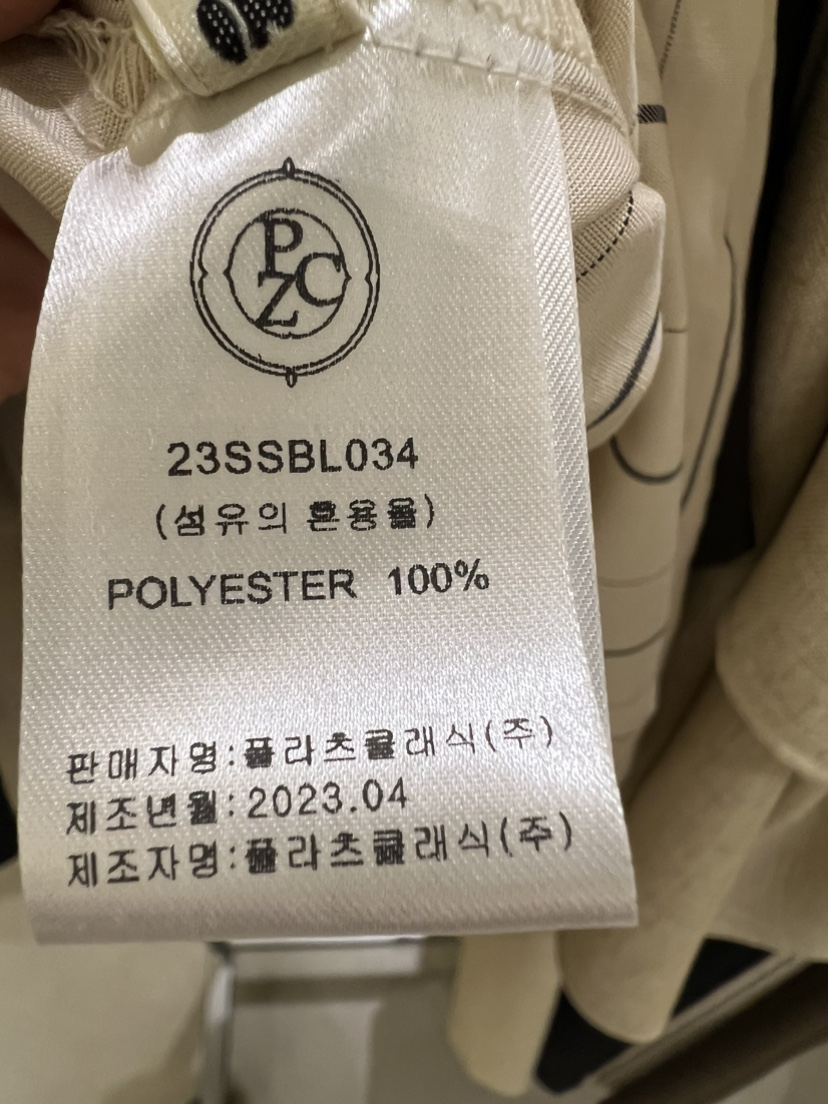 PZC
23SSBL034
(섬유의 혼용율)
POLYESTER 100%
판매자명:플라츠클래식(주)
제조년월:2023.04
제조자명:플라츠클래식(주)